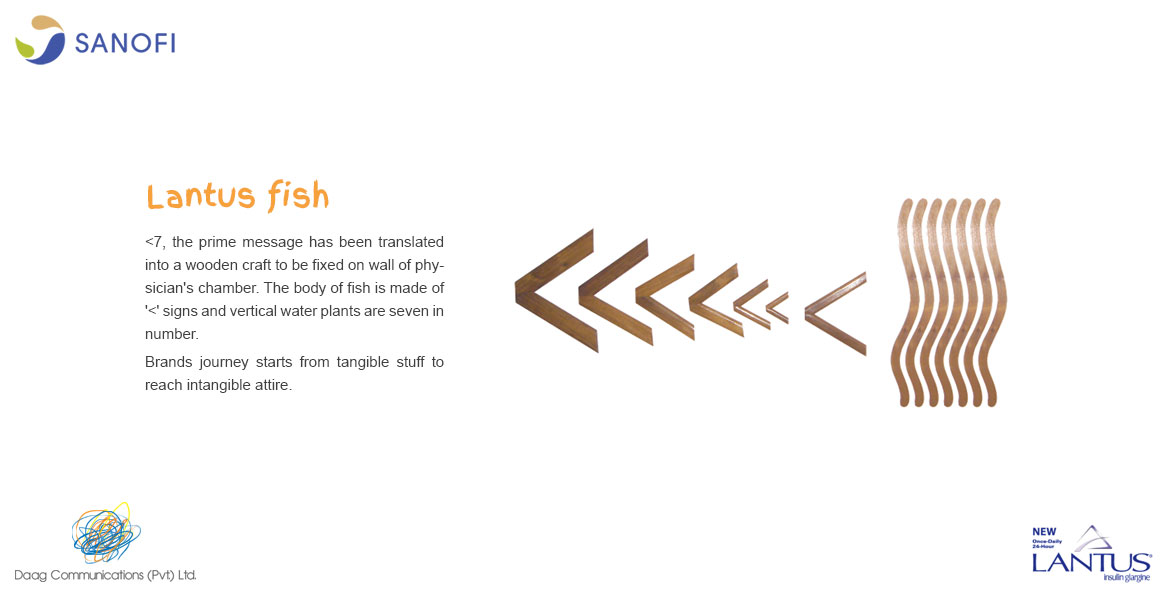 SANOFI
Lantus fish
<7, the prime message has been translated
into a wooden craft to be fixed on wall of phy-
sician's chamber. The body of fish is made of
'<' signs and vertical water plants are seven in
number.
Brands journey starts from tangible stuff to
reach intangible attire.
Daag Communications (Pvt) Ltd.
NEW
Once-Daily
24-Hour
LANTUS®
insulin glargine